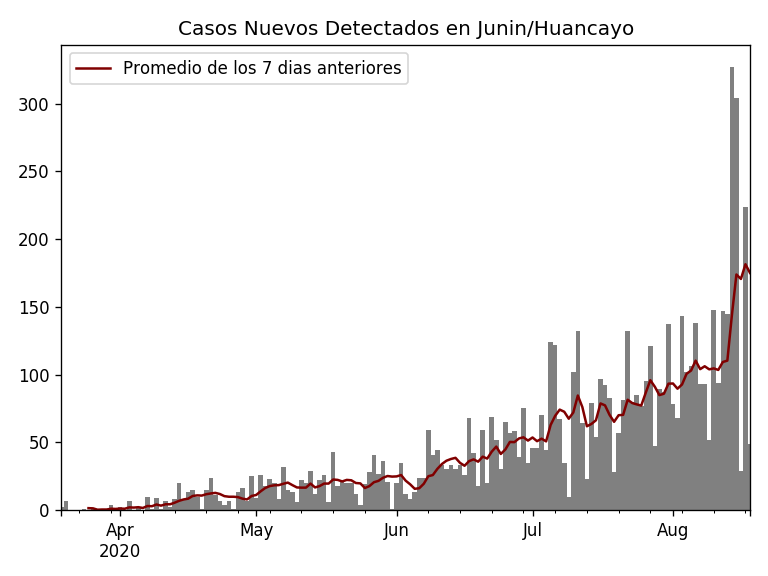 Casos Nuevos Detectados en Junin/Huancayo
Promedio de los 7 dias anteriores
300
250
200
150
100
50
0
Apr
2020
May
Jun
Jul
Aug